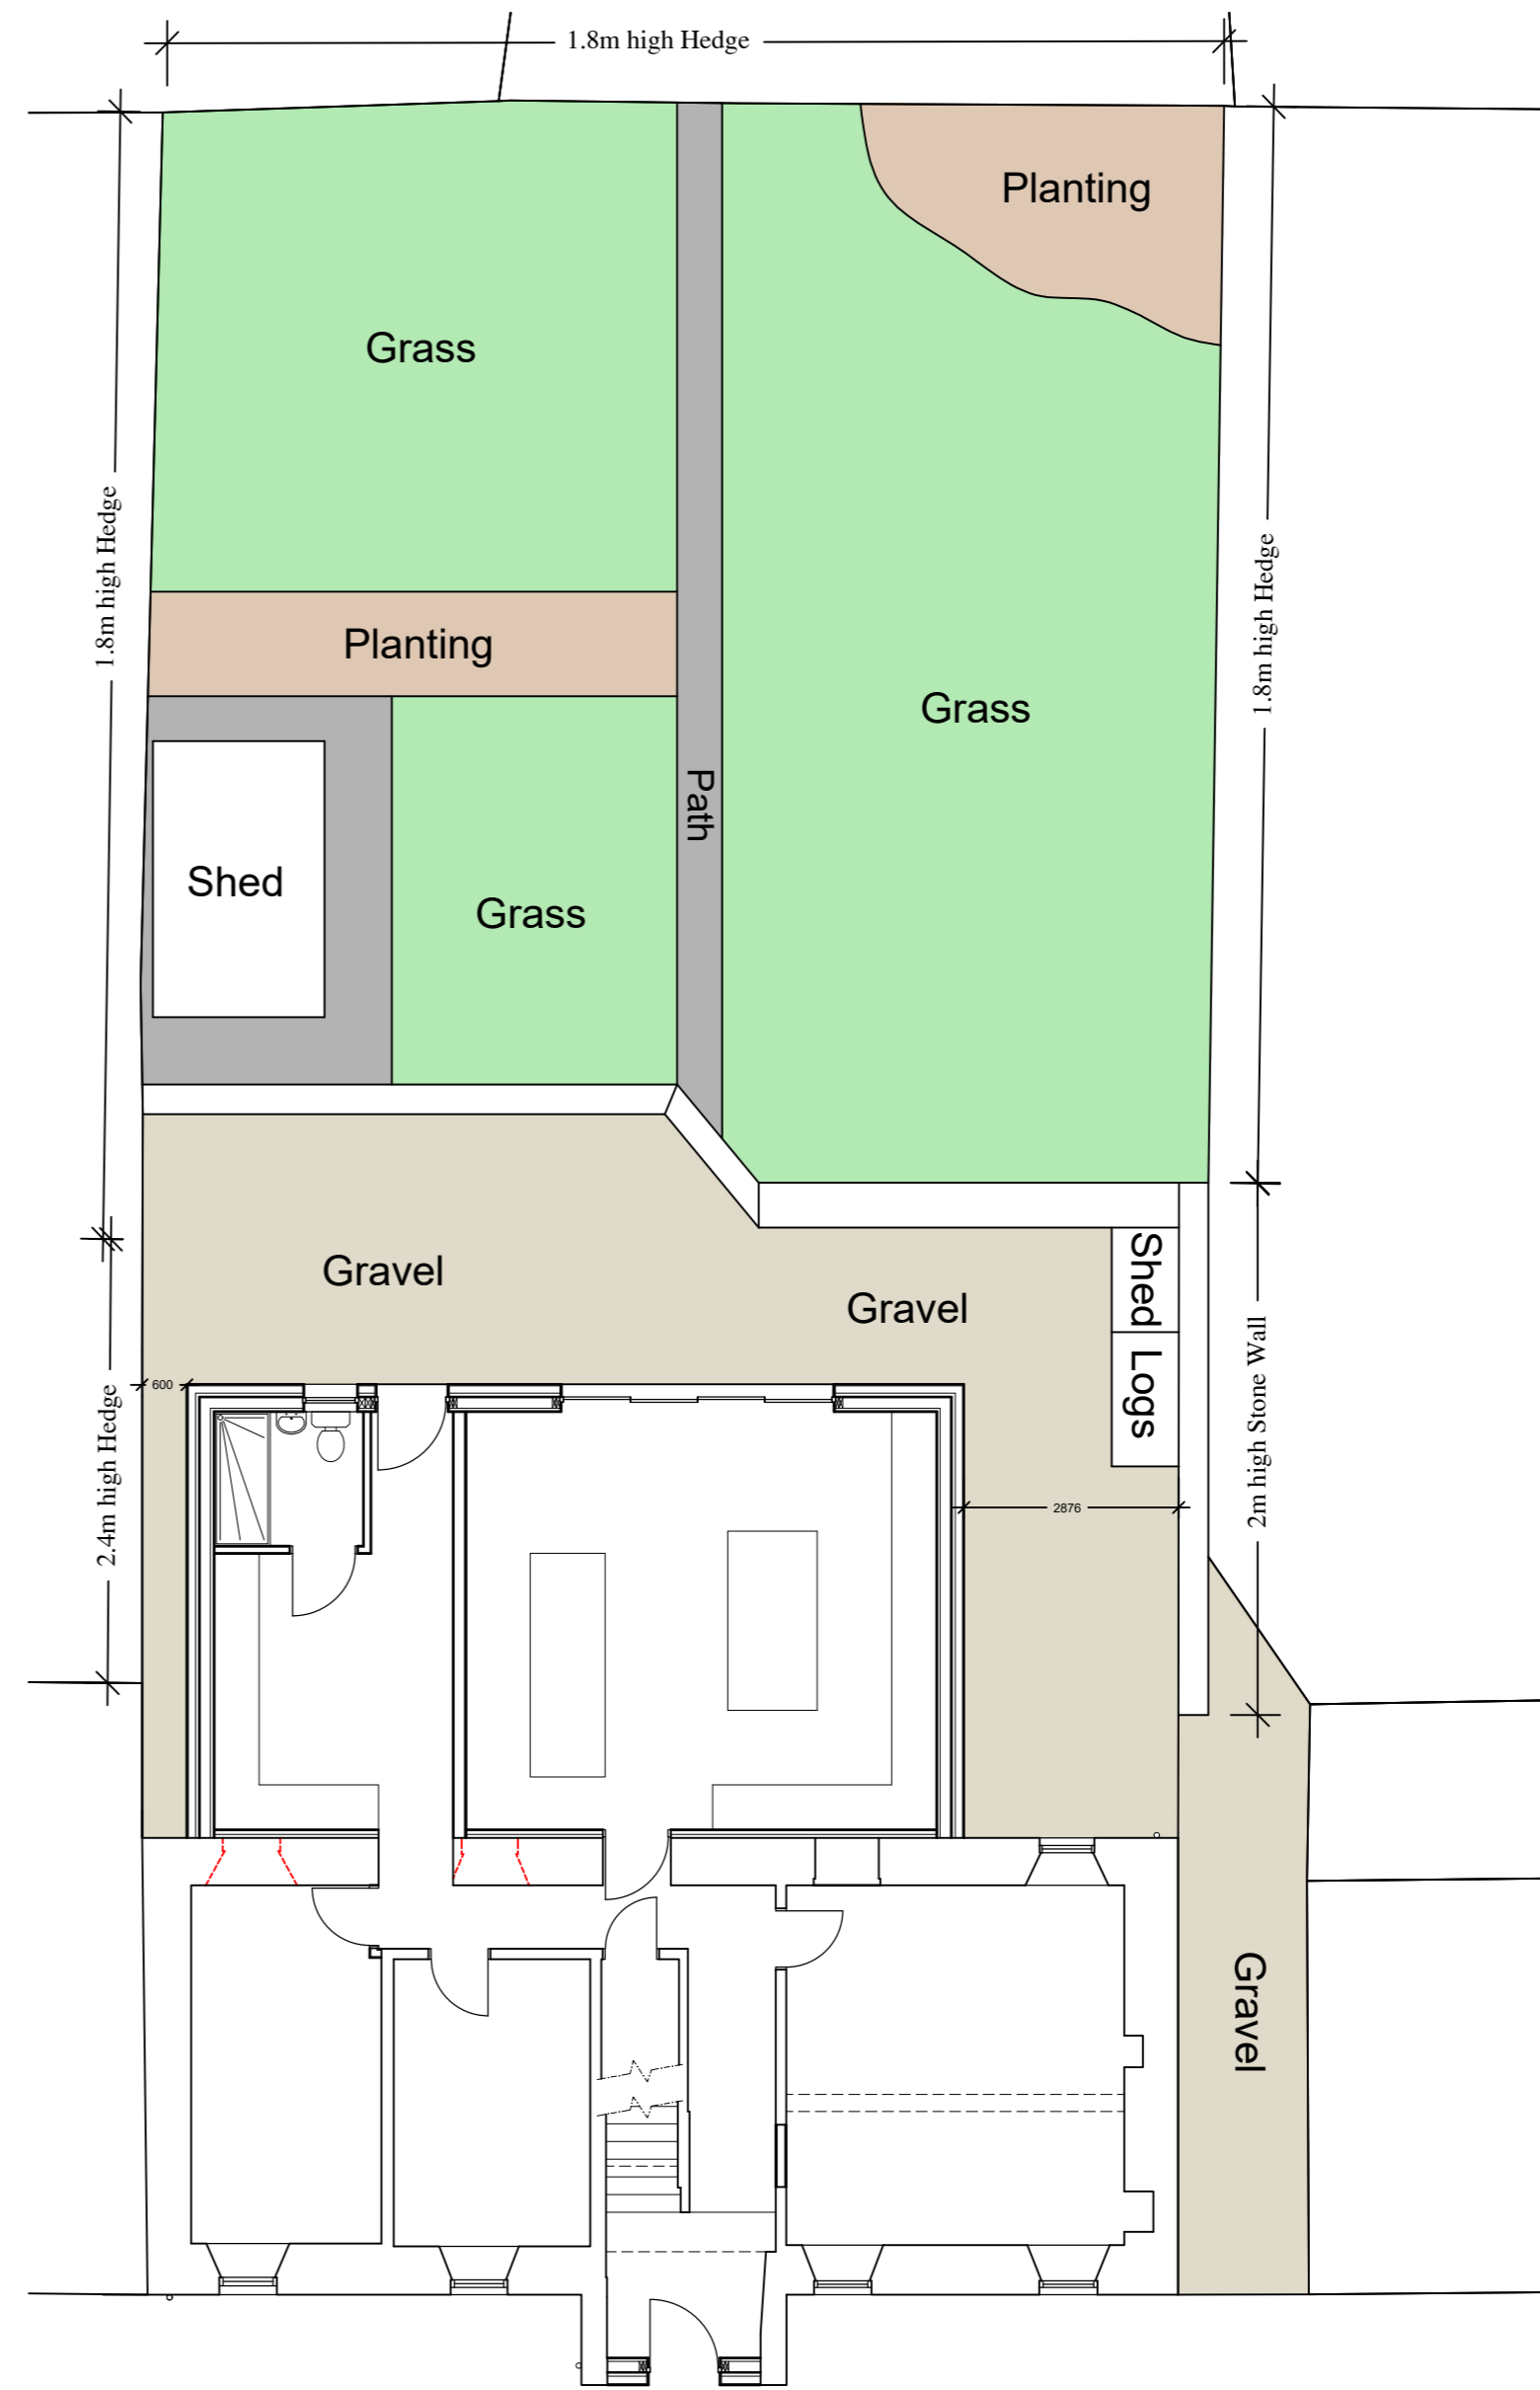 1.8m high Hedge
Planting
Grass
1.8m high Hedge
1.8m high Hedge
Planting
Grass
Path
Shed
Grass
Shed
Gravel
Gravel
Logs
600
2m high Stone Wall
2.4m high Hedge
2876
Gravel